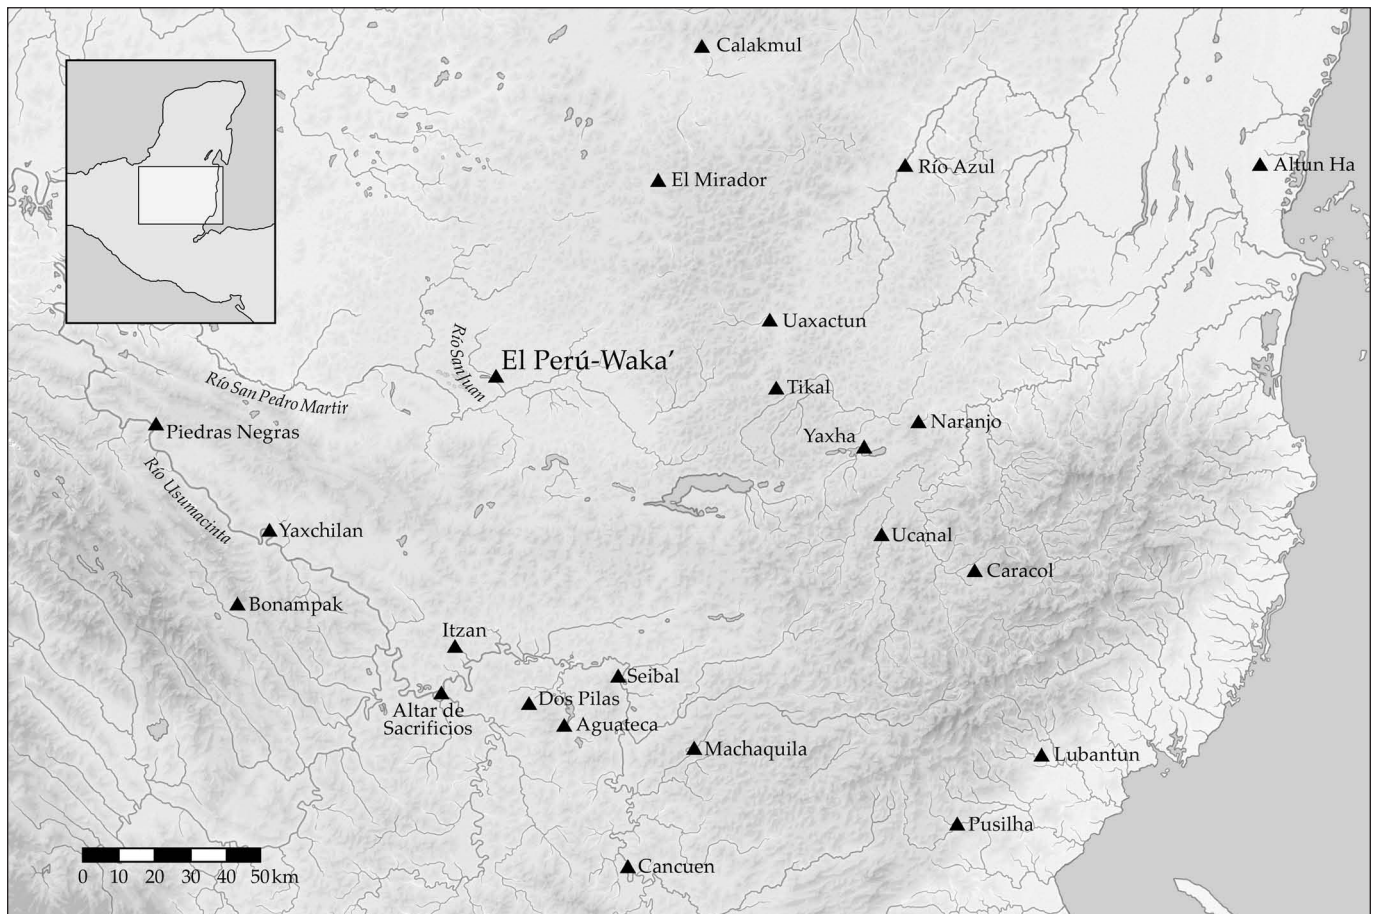 Calakmul
Río Azul
Altun Ha
El Mirador
Uaxactun
Río San Juan
El Perú-Waka’
Río San Pedro Martir
Tikal
Piedras Negras
Naranjo
Yaxha
Río Usumacinta
Yaxchilan
Ucanal
Caracol
Bonampak
Itzan
Seibal
Dos Pilas
Altar de
Sacrificios
Aguateca
Machaquila
Lubantun
Pusilha
Cancuen
0 10 20 30 40 50 km